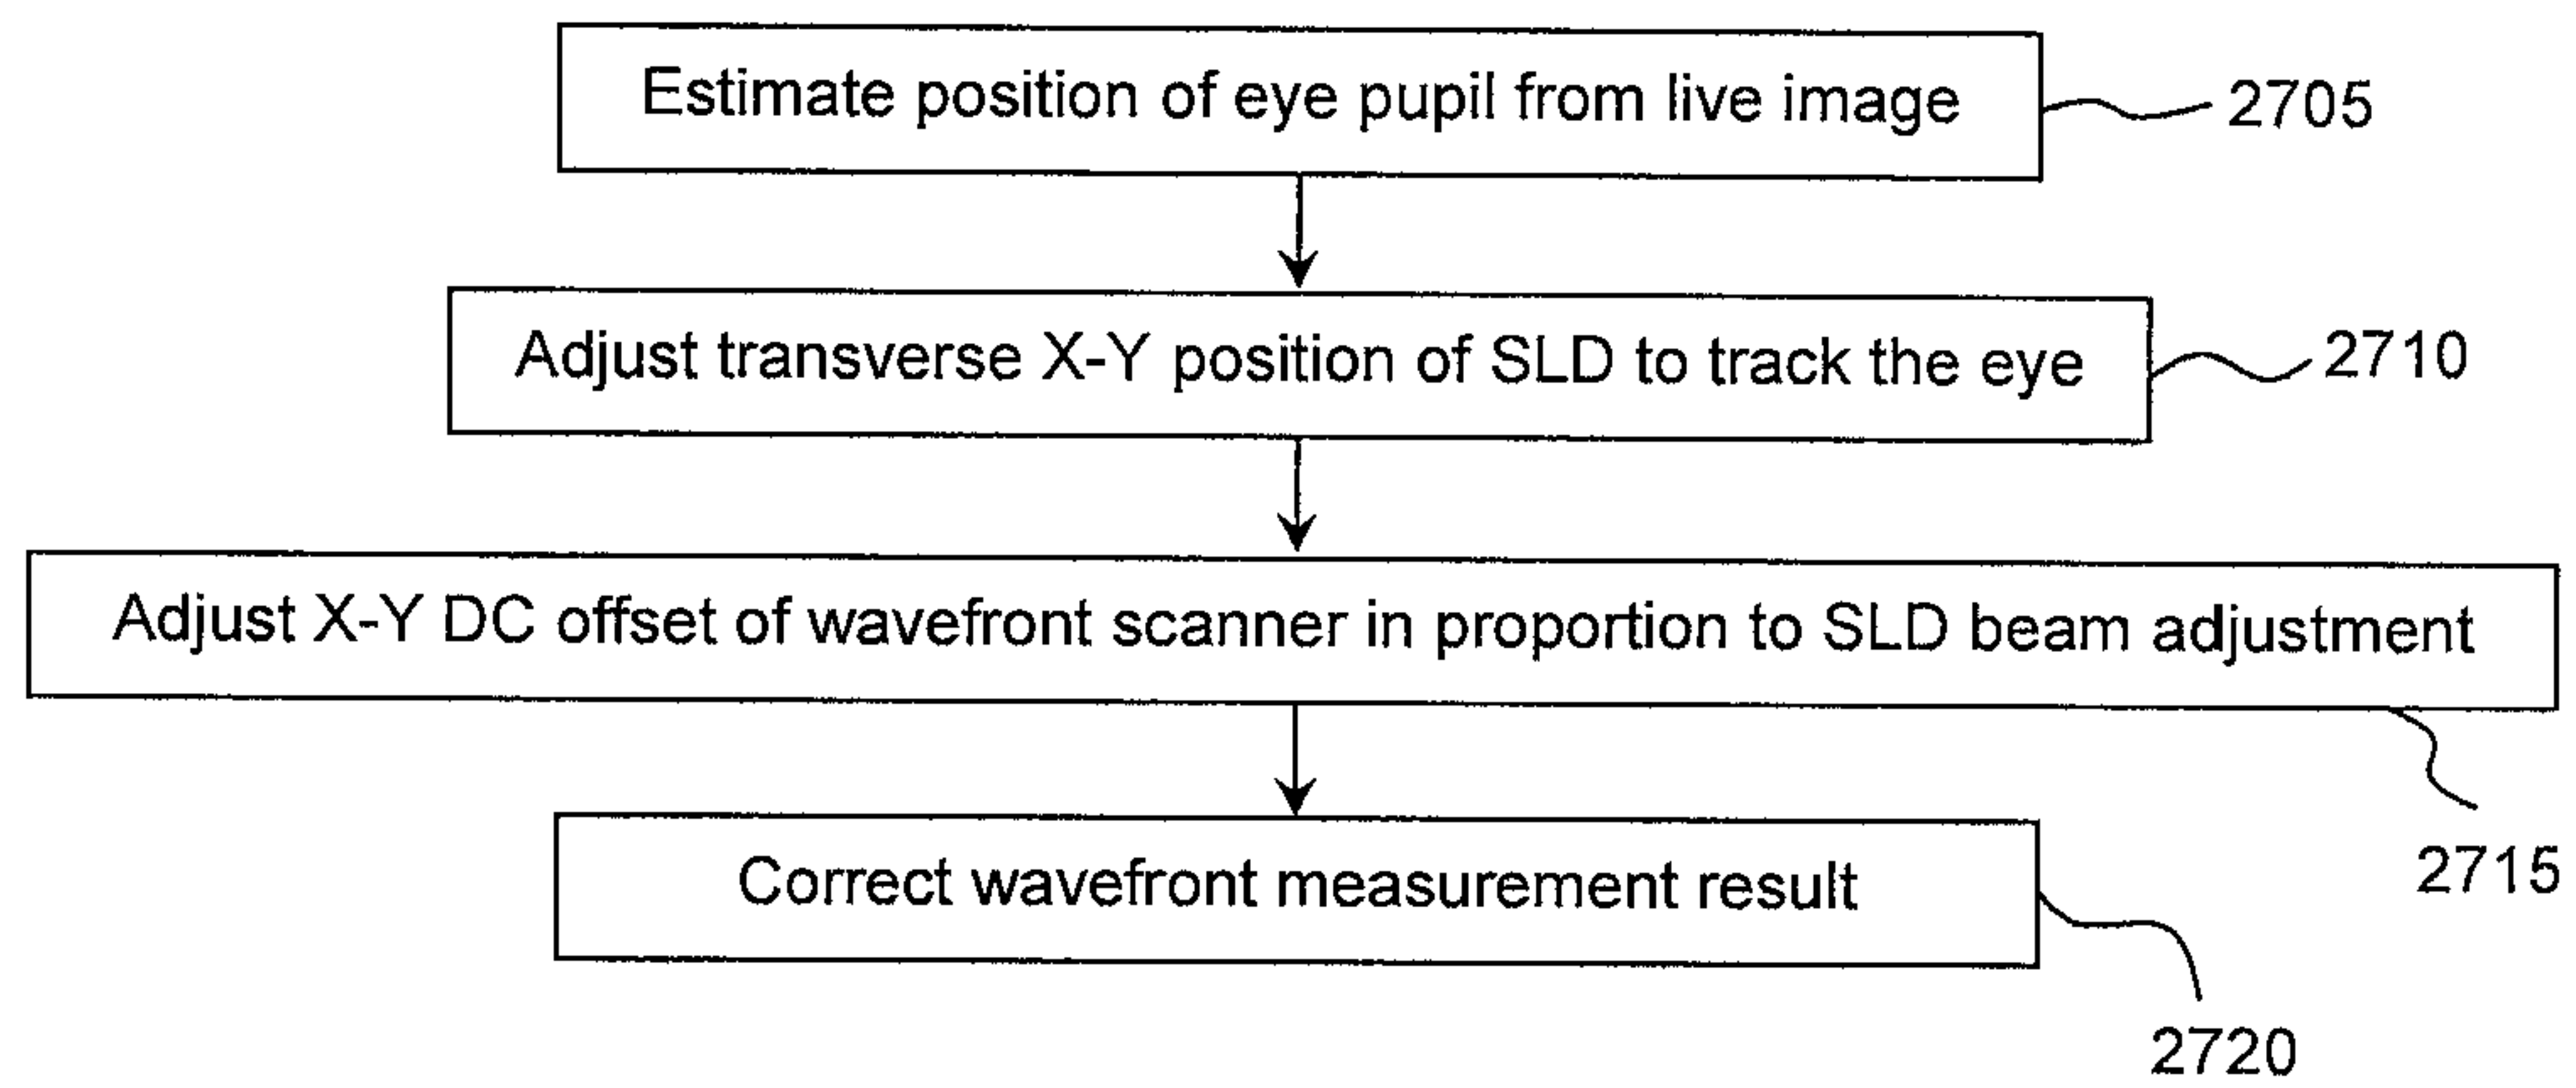 Estimate position of eye pupil from live image
2705
Adjust transverse X-Y position of SLD to track the eye
2710
Adjust X-Y DC offset of wavefront scanner in proportion to SLD beam adjustment
2715
Correct wavefront measurement result
2720